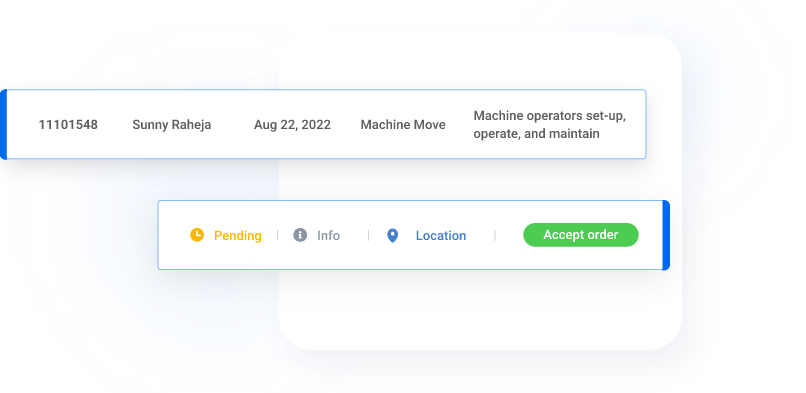 11101548 Sunny Raheja Aug 22, 2022 Machine Move Machine operators set-up,
operate, and maintain
Pending Info Location Accept order